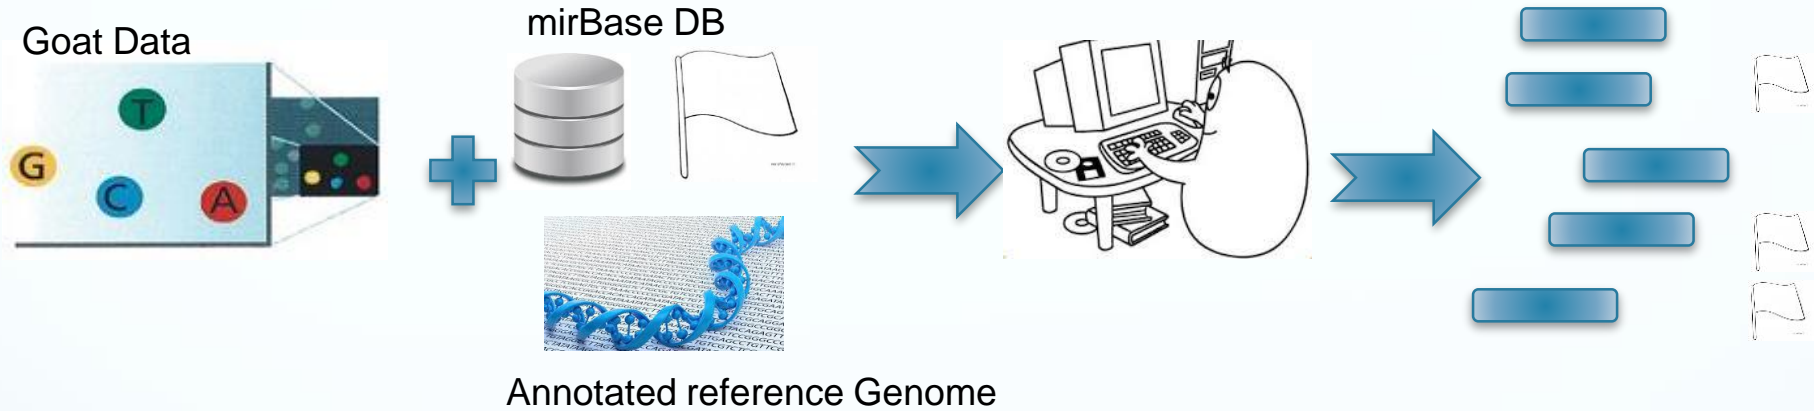 Goat Data
mirBase DB
T
G
C
A
Annotated reference Genome